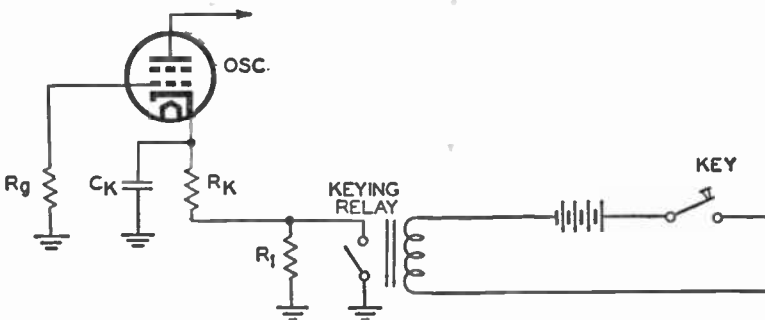 OSC.
Rg
CK
RK
KEYING
RELAY
R1
KEY